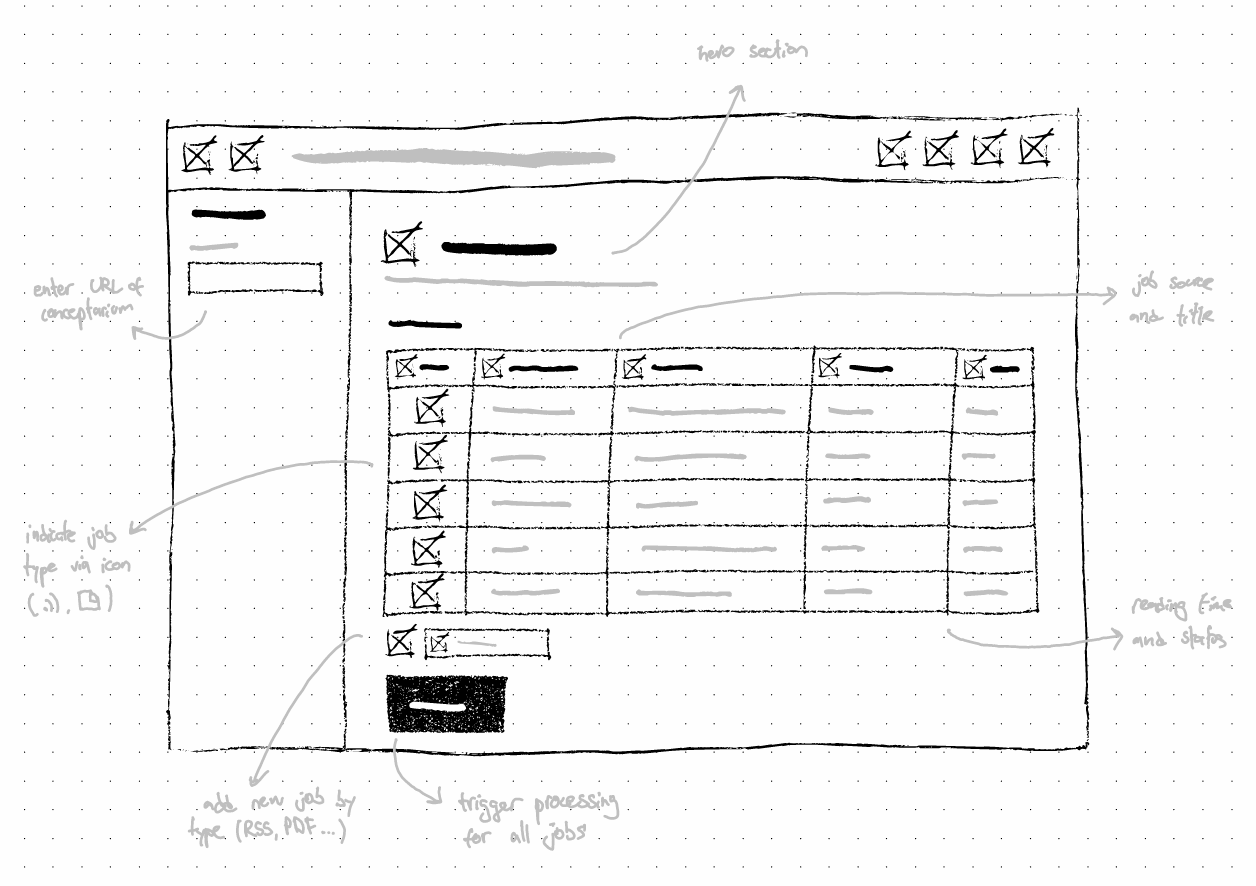 hero section
enter URL of
conceptarium
job source
and title
indicate job
type via icon
reading time
and status
add new job by
type (RSS, PDF...)
trigger processing
for all jobs